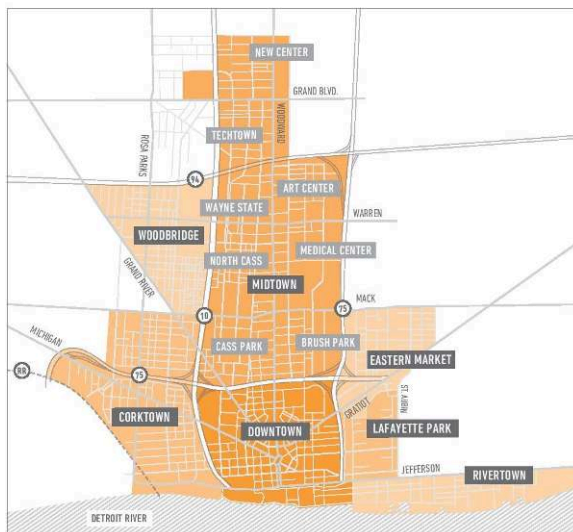 NEW CENTER
GRAND BLVD.
WOODWARD
TECHTOWN
ROSA PARKS
94
ART CENTER
WAYNE STATE
WARREN
WOODBRIDGE
MEDICAL CENTER
NORTH CASS
GRAND RIVER
MIDTOWN
MACK
10
75
MICHIGAN
CASS PARK
BRUSH PARK
EASTERN MARKET
RR
75
ST. AUBIN
CORKTOWN
GRATIOT
DOWNTOWN
LAFAYETTE PARK
JEFFERSON
RIVERTOWN
DETROIT RIVER